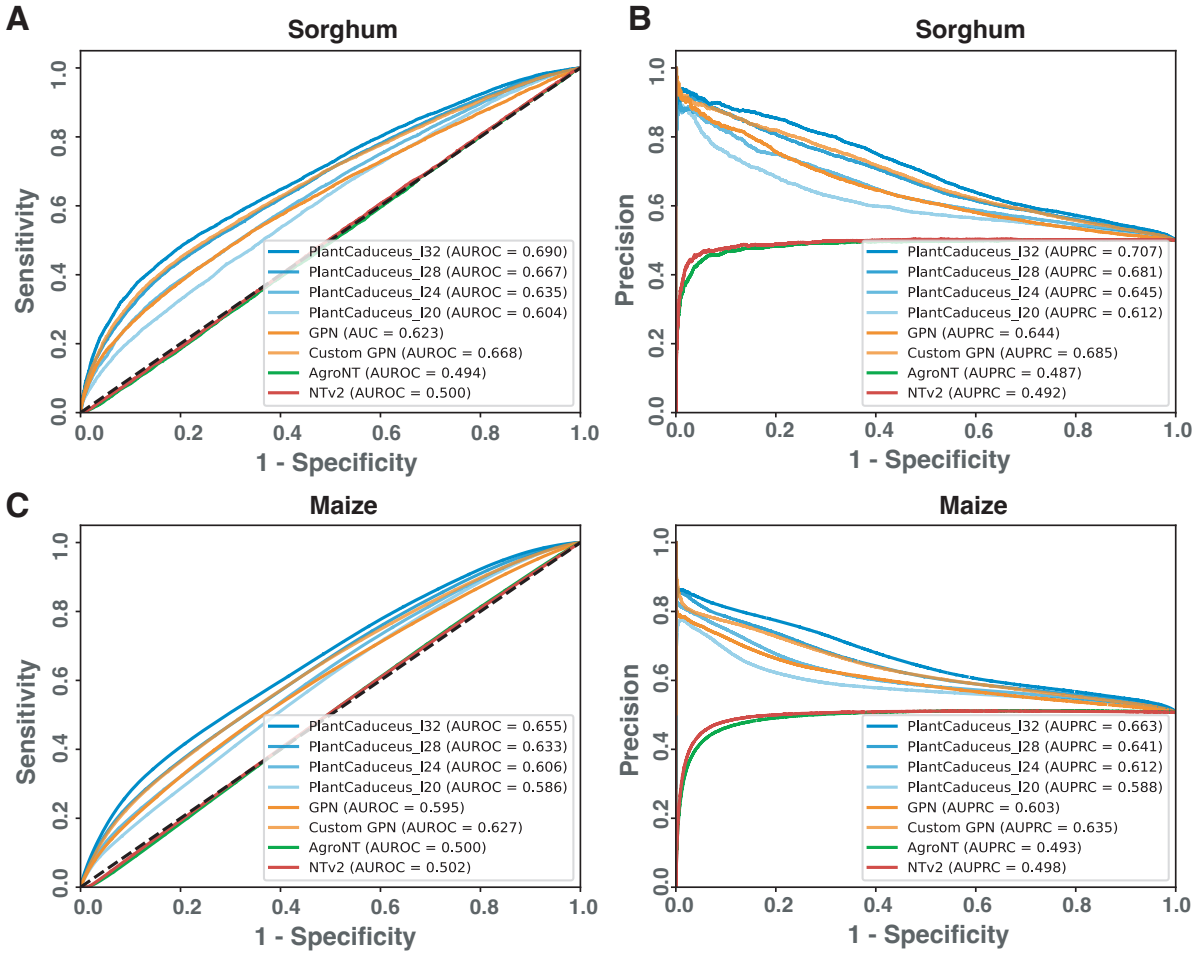 A
Sorghum
1.0
0.8
0.6
0.4
0.2
0.0
Sensitivity
PlantCaduceus_l32 (AUROC = 0.690)
PlantCaduceus_l28 (AUROC = 0.667)
PlantCaduceus_l24 (AUROC = 0.635)
PlantCaduceus_l20 (AUROC = 0.604)
GPN (AUC = 0.623)
Custom GPN (AUROC = 0.668)
AgroNT (AUROC = 0.494)
NTv2 (AUROC = 0.500)
0.0 0.2 0.4 0.6 0.8 1.0
1 - Specificity
B
Sorghum
1.0
0.8
0.6
0.4
0.2
0.0
Precision
PlantCaduceus_l32 (AUPRC = 0.707)
PlantCaduceus_l28 (AUPRC = 0.681)
PlantCaduceus_l24 (AUPRC = 0.645)
PlantCaduceus_l20 (AUPRC = 0.612)
GPN (AUPRC = 0.644)
Custom GPN (AUPRC = 0.685)
AgroNT (AUPRC = 0.487)
NTv2 (AUPRC = 0.492)
0.0 0.2 0.4 0.6 0.8 1.0
1 - Specificity
C
Maize
1.0
0.8
0.6
0.4
0.2
0.0
Sensitivity
PlantCaduceus_l32 (AUROC = 0.655)
PlantCaduceus_l28 (AUROC = 0.633)
PlantCaduceus_l24 (AUROC = 0.606)
PlantCaduceus_l20 (AUROC = 0.586)
GPN (AUROC = 0.595)
Custom GPN (AUROC = 0.627)
AgroNT (AUROC = 0.500)
NTv2 (AUROC = 0.502)
0.0 0.2 0.4 0.6 0.8 1.0
1 - Specificity
Maize
1.0
0.8
0.6
0.4
0.2
0.0
Precision
PlantCaduceus_l32 (AUPRC = 0.663)
PlantCaduceus_l28 (AUPRC = 0.641)
PlantCaduceus_l24 (AUPRC = 0.612)
PlantCaduceus_l20 (AUPRC = 0.588)
GPN (AUPRC = 0.603)
Custom GPN (AUPRC = 0.635)
AgroNT (AUPRC = 0.493)
NTv2 (AUPRC = 0.498)
0.0 0.2 0.4 0.6 0.8 1.0
1 - Specificity